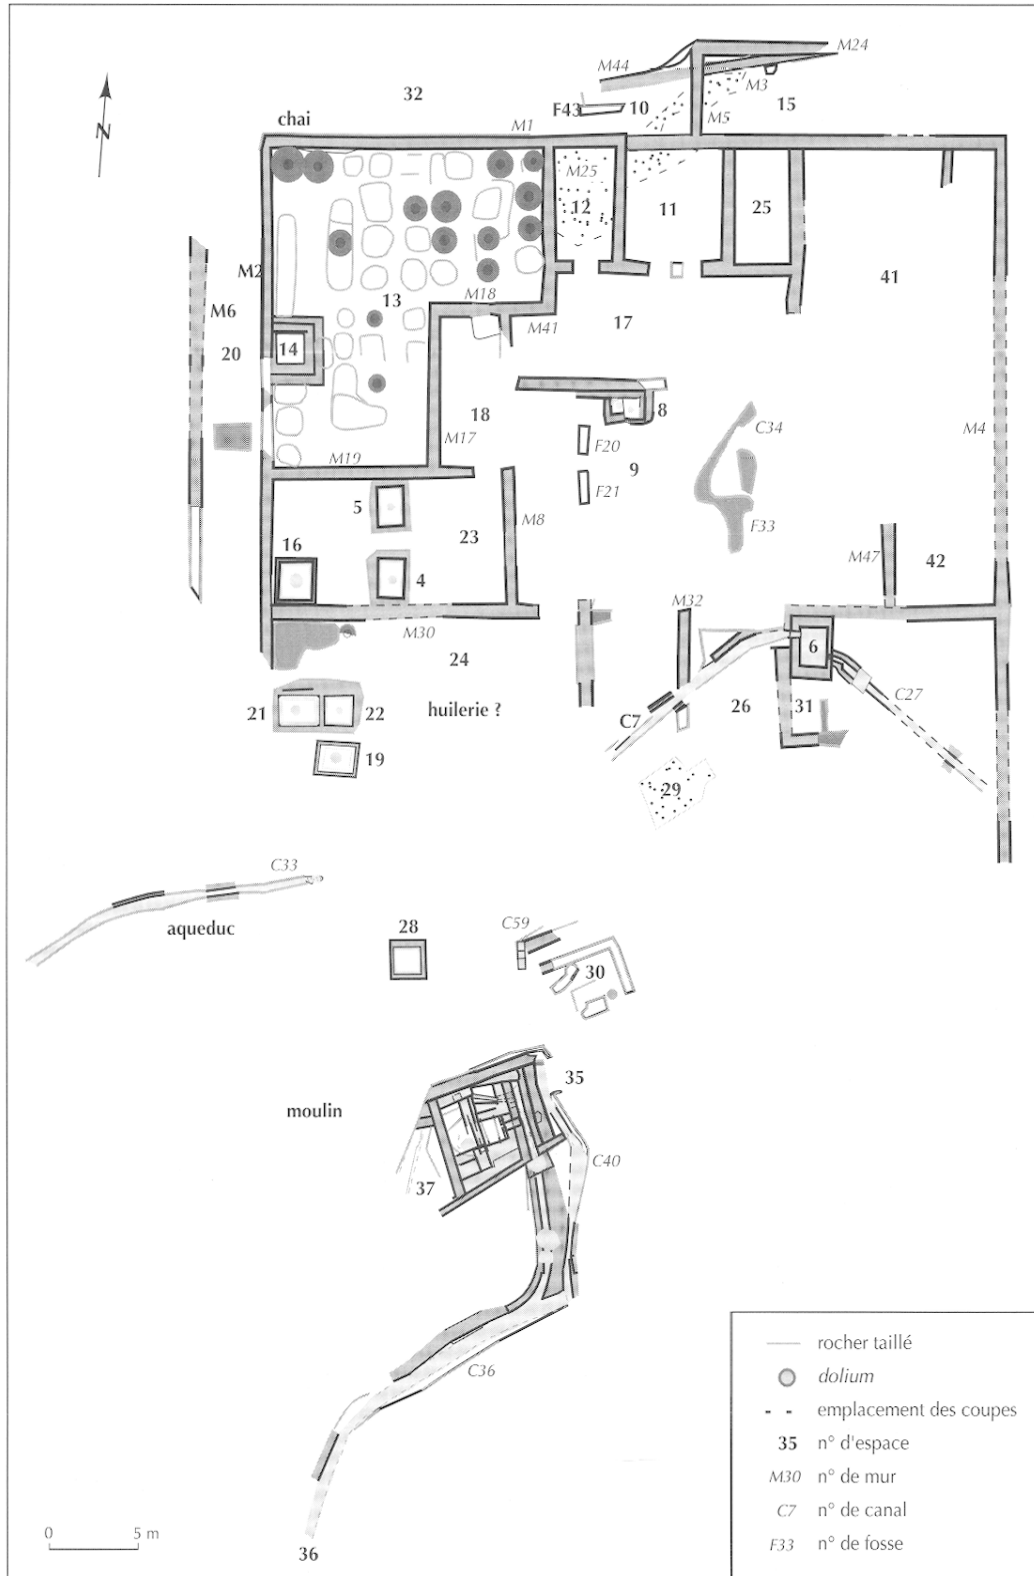 M24
M44
32
M3
F43
10
15
N
chai
M1
M5
M25
12
11
25
41
M2
13
M18
M6
M41
17
20
14
18
8
C34
M4
M17
F20
9
M19
F21
5
F33
M8
23
16
M47
42
4
M32
M30
24
6
21
22
huilerie ?
C7
26
31
C27
19
29
C33
aqueduc
28
C59
30
35
moulin
C40
37
C36
36
0 5 m
rocher taillé
dolium
emplacement des coupes
35 n° d'espace
M30 n° de mur
C7 n° de canal
F33 n° de fosse